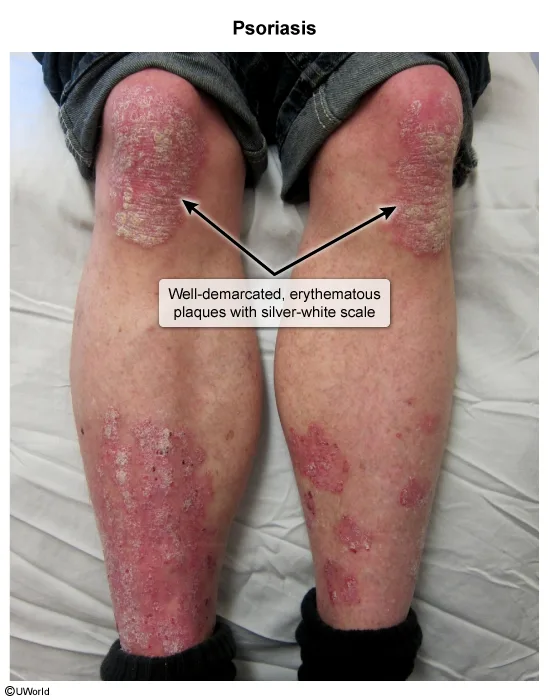 Psoriasis
Well-demarcated, erythematous
plaques with silver-white scale
©UWorld